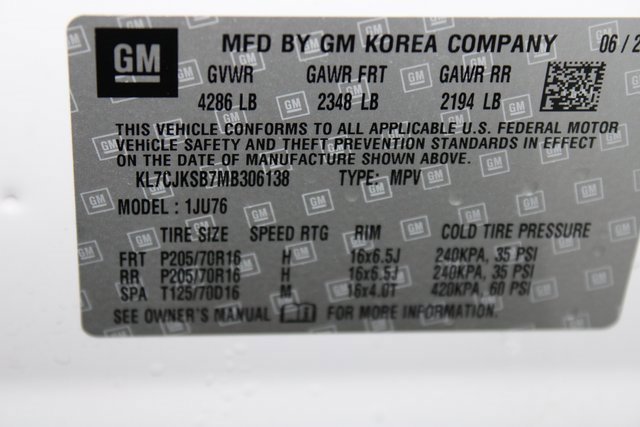 GM MFD BY GM KOREA COMPANY 06/2
GVWR GAWR FRT GAWR RR
4286 LB 2348 LB 2194 LB
THIS VEHICLE CONFORMS TO ALL APPLICABLE U.S. FEDERAL MOTOR
VEHICLE SAFETY AND THEFT PREVENTION STANDARDS IN EFFECT
ON THE DATE OF MANUFACTURE SHOWN ABOVE.
KL7CJKSB7MB306138 TYPE: MPV
MODEL: 1JU76
TIRE SIZE SPEED RTG RIM COLD TIRE PRESSURE
FRT P205/70R16 H 16x6.5J 240KPA, 35 PSI
RR P205/70R16 H 16x6.5J 240KPA, 35 PSI
SPA T125/70D16 M 16x4.0T 420KPA, 60 PSI
SEE OWNER'S MANUAL FOR MORE INFORMATION.